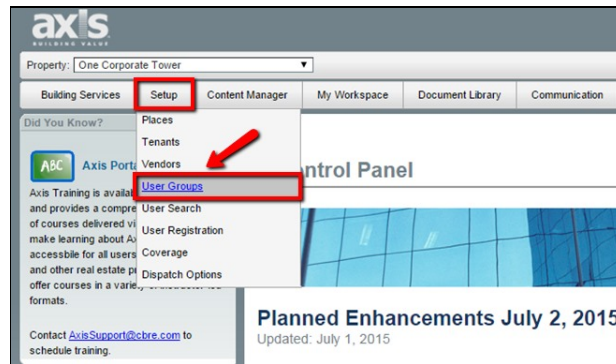 axis
BUILDING VALUE
Property: One Corporate Tower
Building Services Setup Content Manager My Workspace Document Library Communication
Did You Know?
Places
Tenants
Vendors
User Groups
User Search
User Registration
Coverage
Dispatch Options
ABC
Axis Porta
Axis Training is availab
and provides a compre
of courses delivered vi
make learning about Ax
accessbile for all users
and other real estate p
offer courses in a variety
formats.
Contact AxisSupport@cbre.com to
schedule training.
ntrol Panel
Planned Enhancements July 2, 2015
Updated: July 1, 2015